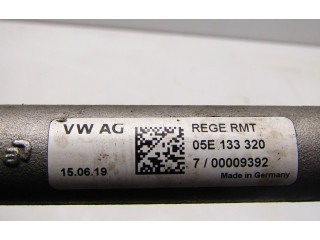 VW AG
REGE RMT
05E 133 320
15.06.19
7 / 00009392
Made in Germany